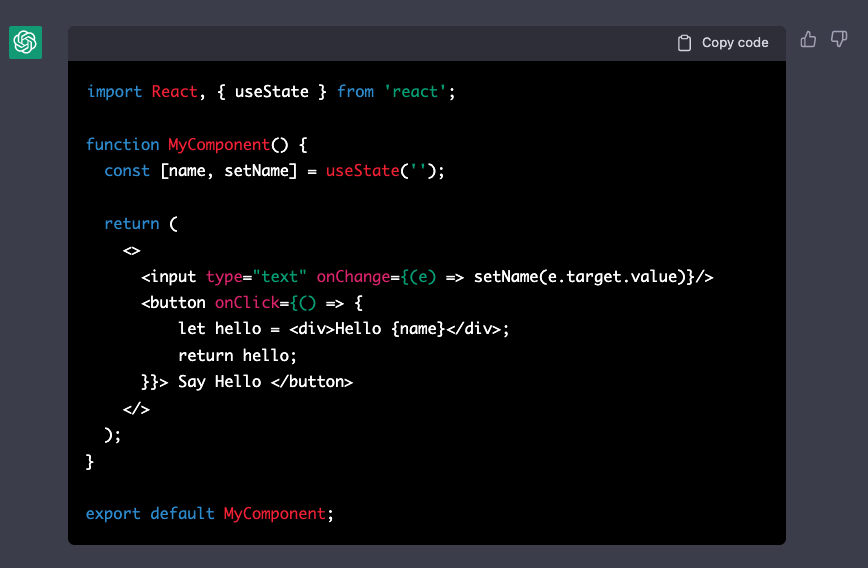 Copy code
import React, { useState } from 'react';
function MyComponent() {
  const [name, setName] = useState('');
  return (
    <>
      <input type="text" onChange={(e) => setName(e.target.value)}/>
      <button onClick={() => {
          let hello = <div>Hello {name}</div>;
          return hello;
      }}> Say Hello </button>
    </>
  );
}
export default MyComponent;